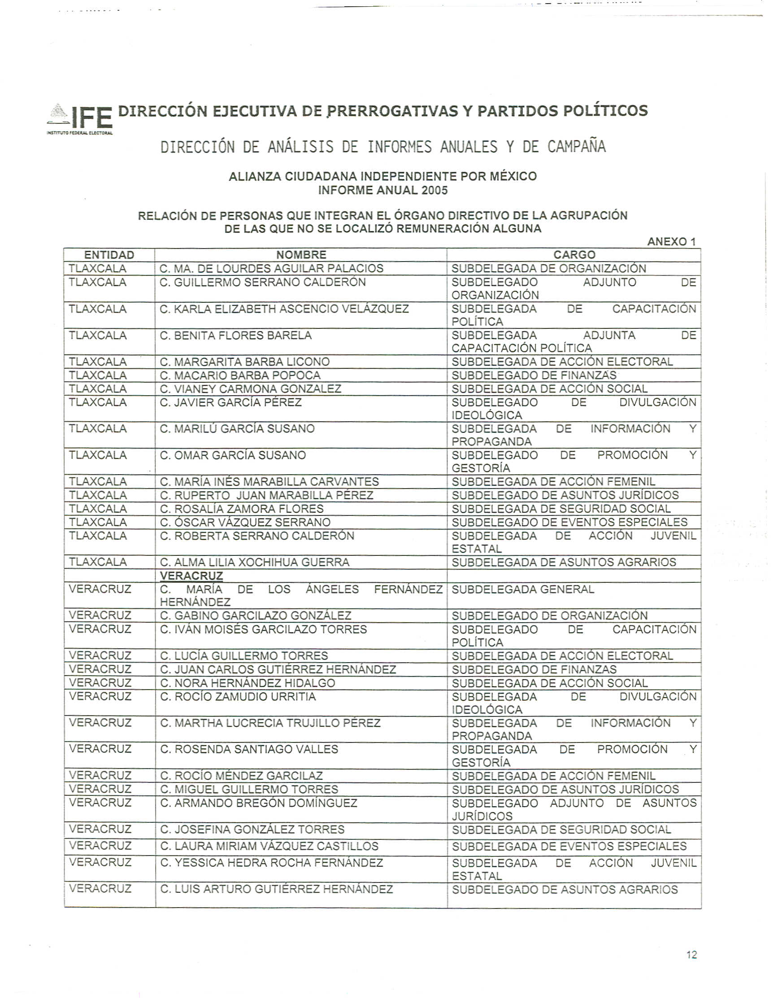 IFE
INSTITUTO FEDERAL ELECTORAL
DIRECCIÓN EJECUTIVA DE PRERROGATIVAS Y PARTIDOS POLÍTICOS
DIRECCIÓN DE ANÁLISIS DE INFORMES ANUALES Y DE CAMPAÑA
ALIANZA CIUDADANA INDEPENDIENTE POR MÉXICO
INFORME ANUAL 2005
RELACIÓN DE PERSONAS QUE INTEGRAN EL ÓRGANO DIRECTIVO DE LA AGRUPACIÓN
DE LAS QUE NO SE LOCALIZÓ REMUNERACIÓN ALGUNA
ANEXO 1
ENTIDAD NOMBRE CARGO
TLAXCALA C. MA. DE LOURDES AGUILAR PALACIOS SUBDELEGADA DE ORGANIZACIÓN
TLAXCALA C. GUILLERMO SERRANO CALDERÓN SUBDELEGADO ADJUNTO DE
ORGANIZACIÓN
TLAXCALA C. KARLA ELIZABETH ASCENCIO VELÁZQUEZ SUBDELEGADA DE CAPACITACIÓN
POLÍTICA
TLAXCALA C. BENITA FLORES BARELA SUBDELEGADA ADJUNTA DE
CAPACITACIÓN POLÍTICA
TLAXCALA C. MARGARITA BARBA LICONO SUBDELEGADA DE ACCIÓN ELECTORAL
TLAXCALA C. MACARIO BARBA POPOCA SUBDELEGADO DE FINANZAS
TLAXCALA C. VIANEY CARMONA GONZALEZ SUBDELEGADA DE ACCIÓN SOCIAL
TLAXCALA C. JAVIER GARCÍA PÉREZ SUBDELEGADO DE DIVULGACIÓN
IDEOLÓGICA
TLAXCALA C. MARILÚ GARCÍA SUSANO SUBDELEGADA DE INFORMACIÓN Y
PROPAGANDA
TLAXCALA C. OMAR GARCÍA SUSANO SUBDELEGADO DE PROMOCIÓN Y
GESTORÍA
TLAXCALA C. MARÍA INÉS MARABILLA CARVANTES SUBDELEGADA DE ACCIÓN FEMENIL
TLAXCALA C. RUPERTO JUAN MARABILLA PÉREZ SUBDELEGADO DE ASUNTOS JURÍDICOS
TLAXCALA C. ROSALÍA ZAMORA FLORES SUBDELEGADA DE SEGURIDAD SOCIAL
TLAXCALA C. ÓSCAR VÁZQUEZ SERRANO SUBDELEGADO DE EVENTOS ESPECIALES
TLAXCALA C. ROBERTA SERRANO CALDERÓN SUBDELEGADA DE ACCIÓN JUVENIL
ESTATAL
TLAXCALA C. ALMA LILIA XOCHIHUA GUERRA SUBDELEGADA DE ASUNTOS AGRARIOS
VERACRUZ
VERACRUZ C. MARÍA DE LOS ÁNGELES FERNÁNDEZ SUBDELEGADA GENERAL
HERNÁNDEZ
VERACRUZ C. GABINO GARCILAZO GONZÁLEZ SUBDELEGADO DE ORGANIZACIÓN
VERACRUZ C. IVÁN MOISÉS GARCILAZO TORRES SUBDELEGADO DE CAPACITACIÓN
POLÍTICA
VERACRUZ C. LUCÍA GUILLERMO TORRES SUBDELEGADA DE ACCIÓN ELECTORAL
VERACRUZ C. JUAN CARLOS GUTIÉRREZ HERNÁNDEZ SUBDELEGADO DE FINANZAS
VERACRUZ C. NORA HERNÁNDEZ HIDALGO SUBDELEGADA DE ACCIÓN SOCIAL
VERACRUZ C. ROCÍO ZAMUDIO URRITIA SUBDELEGADA DE DIVULGACIÓN
IDEOLÓGICA
VERACRUZ C. MARTHA LUCRECIA TRUJILLO PÉREZ SUBDELEGADA DE INFORMACIÓN Y
PROPAGANDA
VERACRUZ C. ROSENDA SANTIAGO VALLES SUBDELEGADA DE PROMOCIÓN Y
GESTORÍA
VERACRUZ C. ROCÍO MÉNDEZ GARCILAZ SUBDELEGADA DE ACCIÓN FEMENIL
VERACRUZ C. MIGUEL GUILLERMO TORRES SUBDELEGADO DE ASUNTOS JURÍDICOS
VERACRUZ C. ARMANDO BREGÓN DOMÍNGUEZ SUBDELEGADO ADJUNTO DE ASUNTOS
JURÍDICOS
VERACRUZ C. JOSEFINA GONZÁLEZ TORRES SUBDELEGADA DE SEGURIDAD SOCIAL
VERACRUZ C. LAURA MIRIAM VÁZQUEZ CASTILLOS SUBDELEGADA DE EVENTOS ESPECIALES
VERACRUZ C. YESSICA HEDRA ROCHA FERNÁNDEZ SUBDELEGADA DE ACCIÓN JUVENIL
ESTATAL
VERACRUZ C. LUIS ARTURO GUTIÉRREZ HERNÁNDEZ SUBDELEGADO DE ASUNTOS AGRARIOS
12